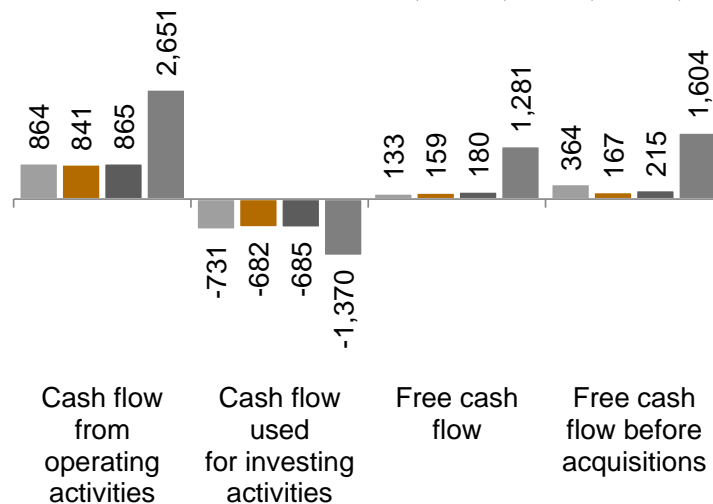 864
841
865
2,651
-731
-682
-685
-1,370
133
159
180
1,281
364
167
215
1,604
Cash flow
from
operating
activities
Cash flow
used
for investing
activities
Free cash
flow
Free cash
flow before
acquisitions